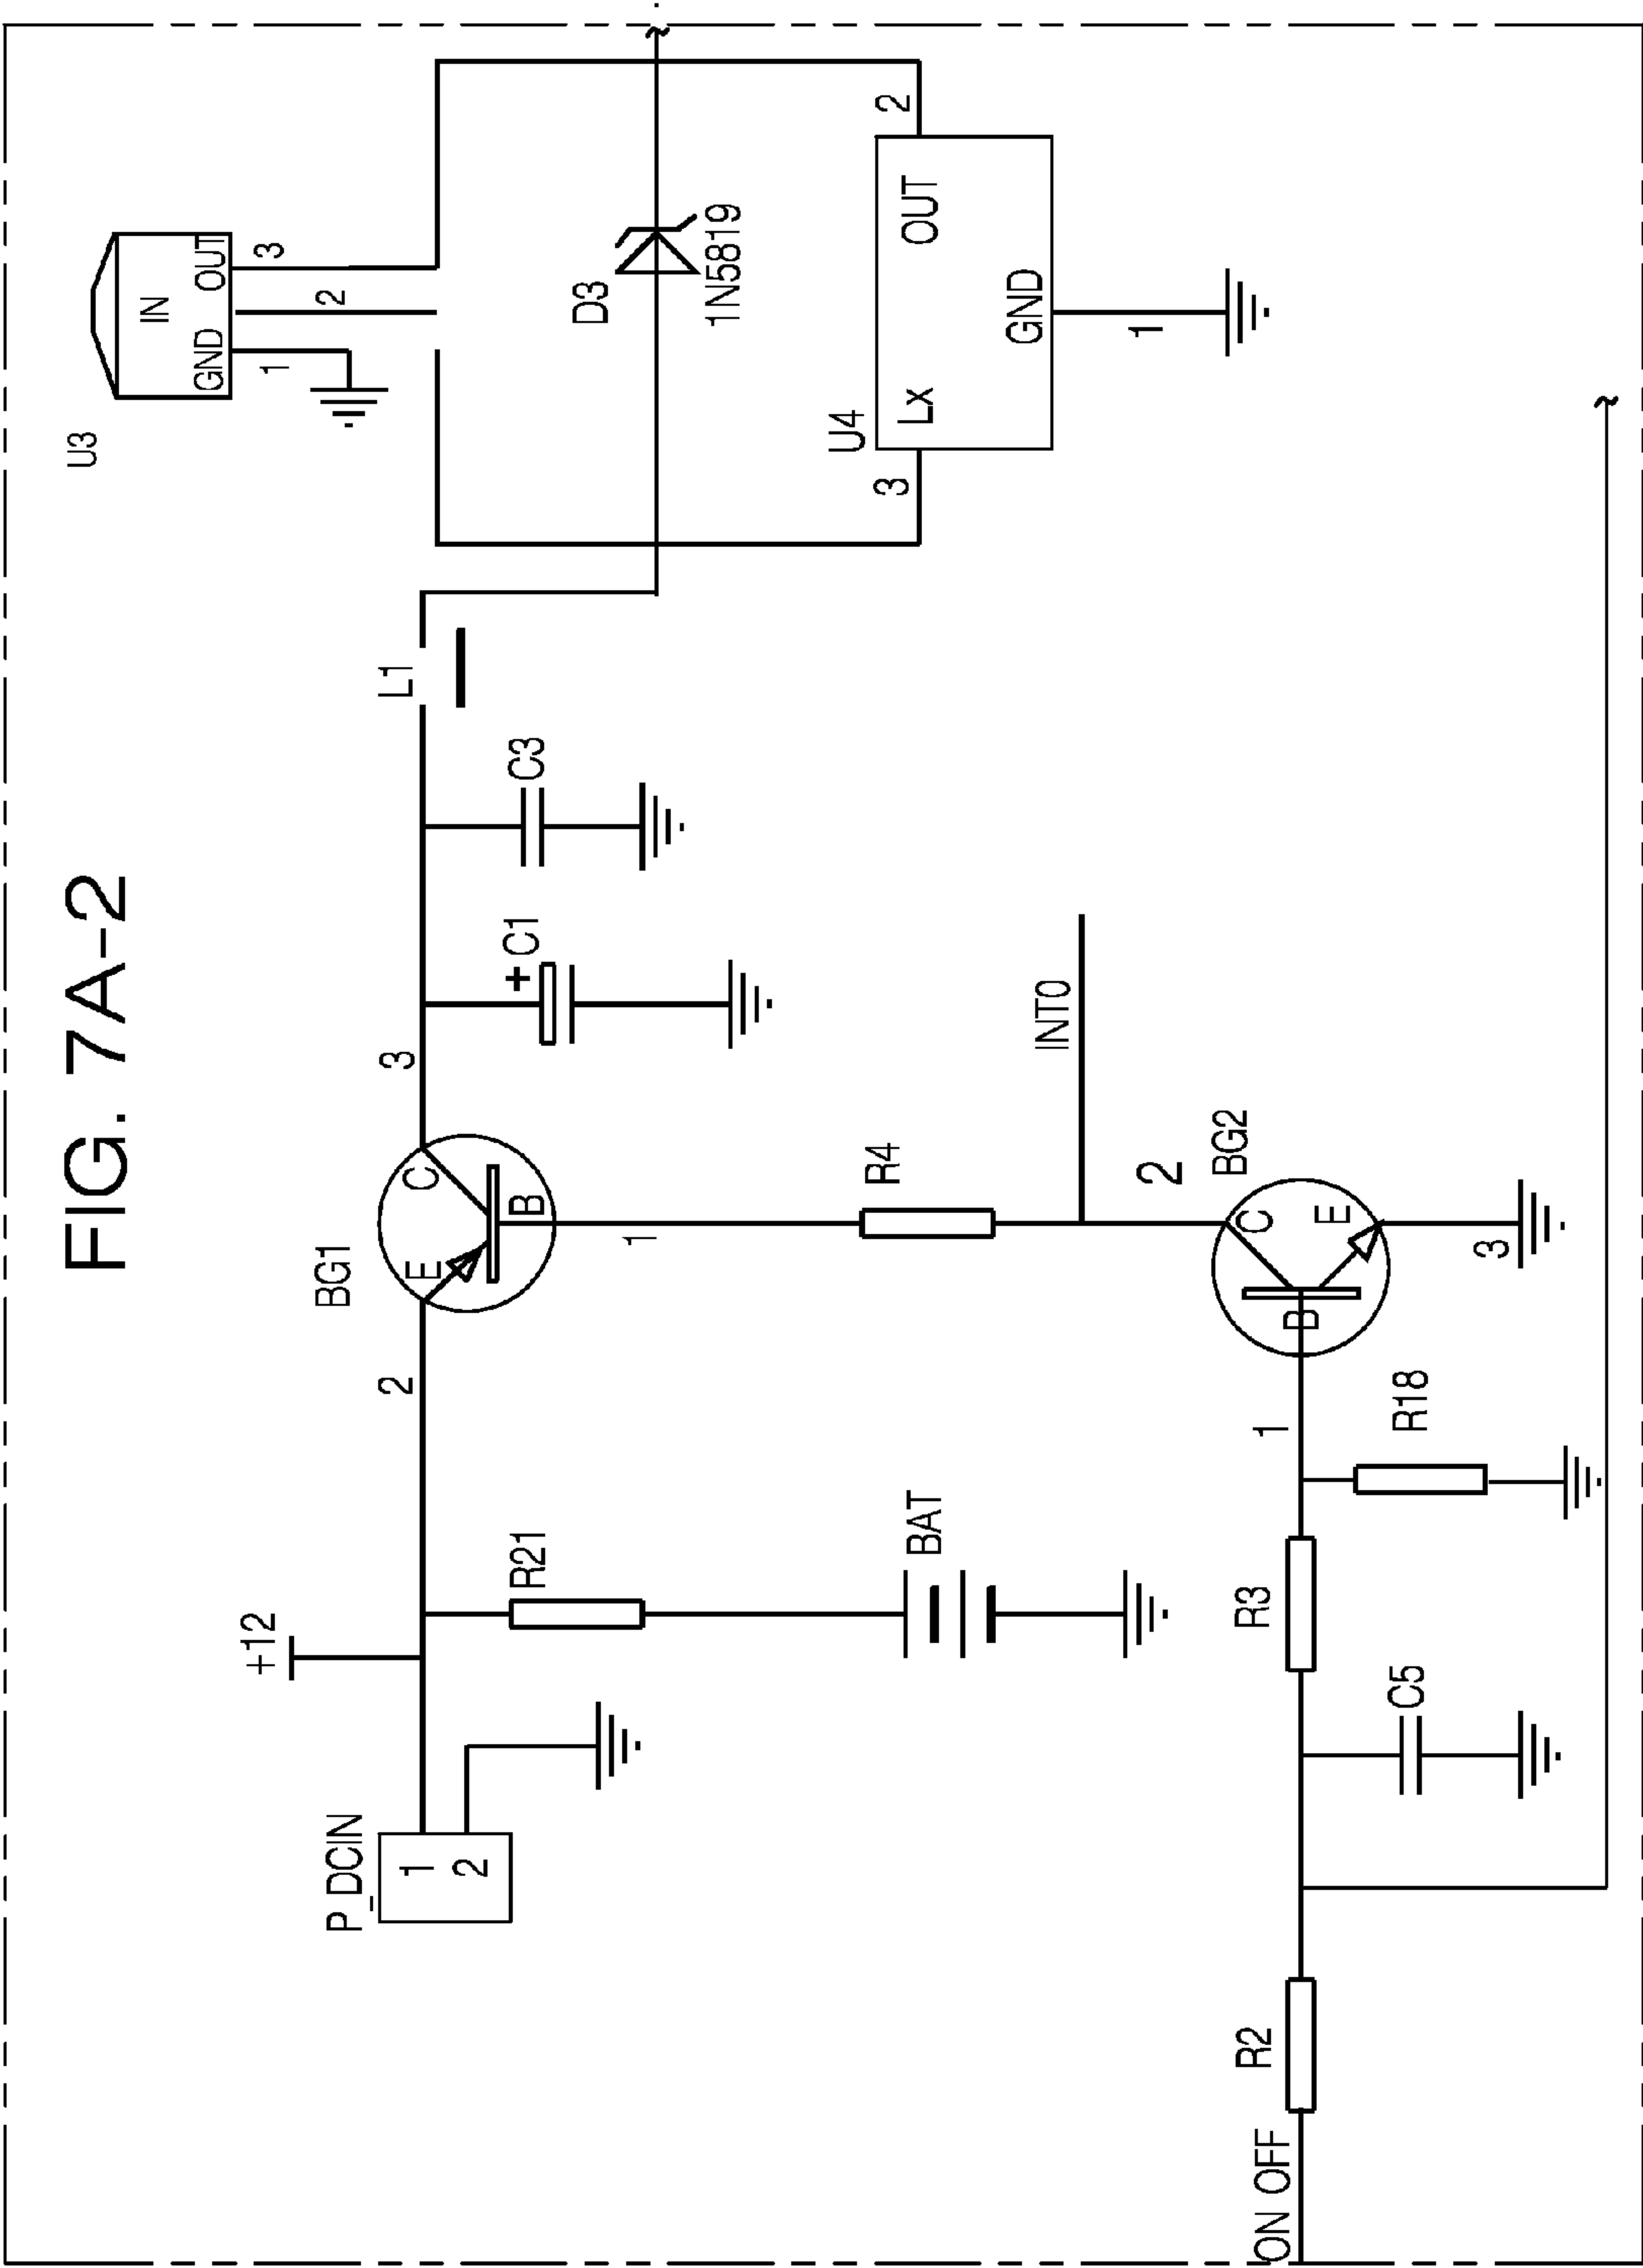 FIG. 7A-2
U3
IN
GND
OUT
1
2
3
P_DCIN
1
2
+12
R21
BAT
2
BG1
E
C
B
1
3
+
C1
C3
L1
D3
1N5819
U4
Lx
OUT
GND
3
2
1
R4
INT0
2
BG2
C
E
B
1
3
ON OFF
R2
C5
R3
R18